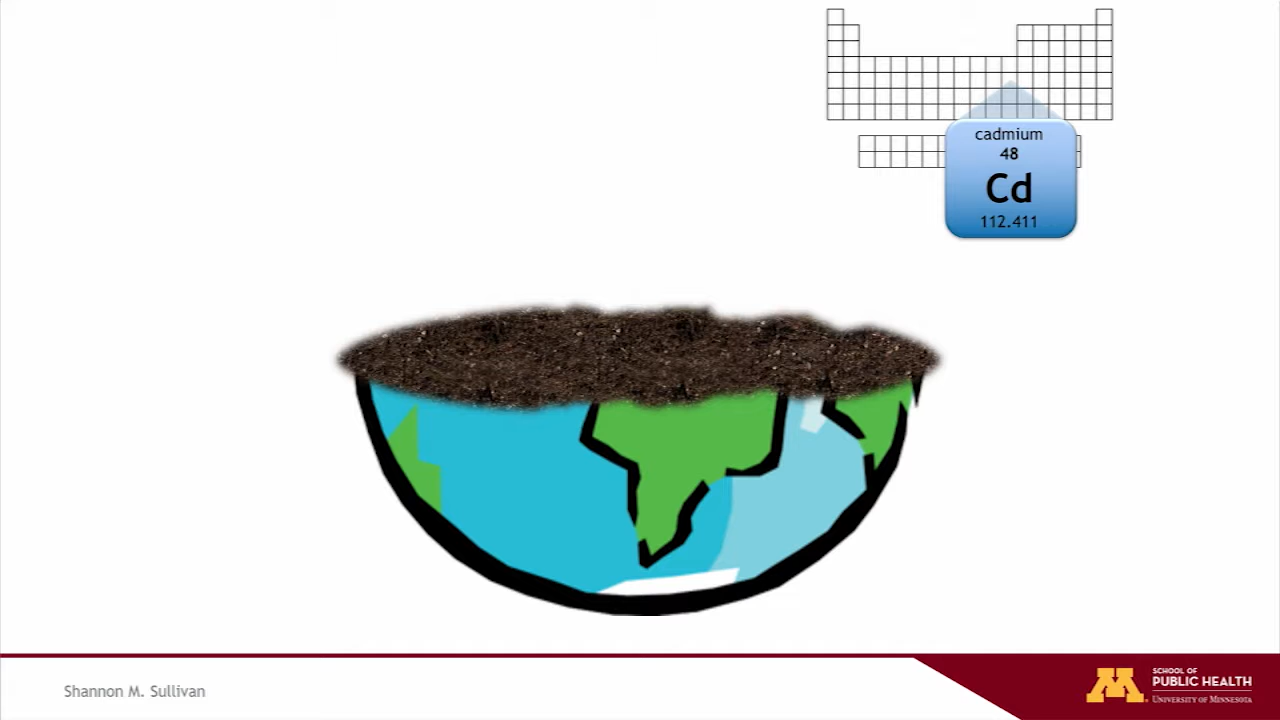 cadmium
48
Cd
112.411
Shannon M. Sullivan
M
SCHOOL OF
PUBLIC HEALTH
UNIVERSITY OF MINNESOTA